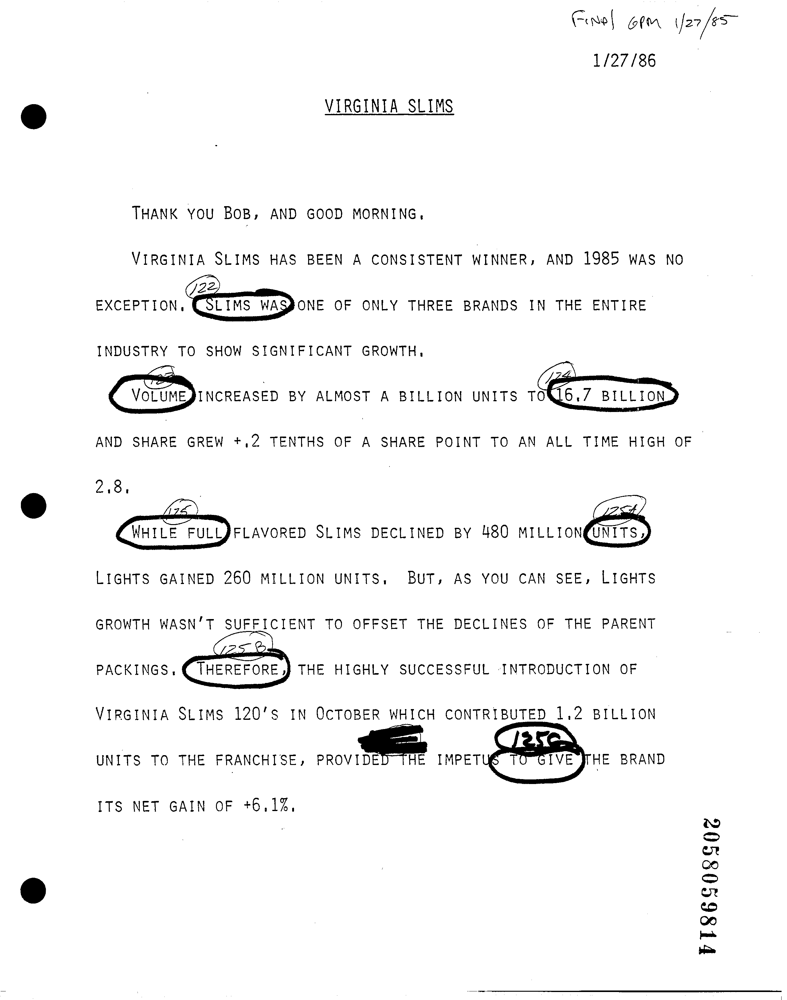 FINAL GPM 1/27/85
1/27/86
VIRGINIA SLIMS
THANK YOU BOB, AND GOOD MORNING.
VIRGINIA SLIMS HAS BEEN A CONSISTENT WINNER, AND 1985 WAS NO
122
EXCEPTION. SLIMS WAS ONE OF ONLY THREE BRANDS IN THE ENTIRE
INDUSTRY TO SHOW SIGNIFICANT GROWTH.
123 124
VOLUME INCREASED BY ALMOST A BILLION UNITS TO 16.7 BILLION
AND SHARE GREW +.2 TENTHS OF A SHARE POINT TO AN ALL TIME HIGH OF
2.8.
125 125A
WHILE FULL FLAVORED SLIMS DECLINED BY 480 MILLION UNITS,
LIGHTS GAINED 260 MILLION UNITS. BUT, AS YOU CAN SEE, LIGHTS
GROWTH WASN'T SUFFICIENT TO OFFSET THE DECLINES OF THE PARENT
125B
PACKINGS. THEREFORE, THE HIGHLY SUCCESSFUL INTRODUCTION OF
VIRGINIA SLIMS 120'S IN OCTOBER WHICH CONTRIBUTED 1.2 BILLION
125C
UNITS TO THE FRANCHISE, PROVIDED THE IMPETUS TO GIVE THE BRAND
ITS NET GAIN OF +6.1%.
2058059814